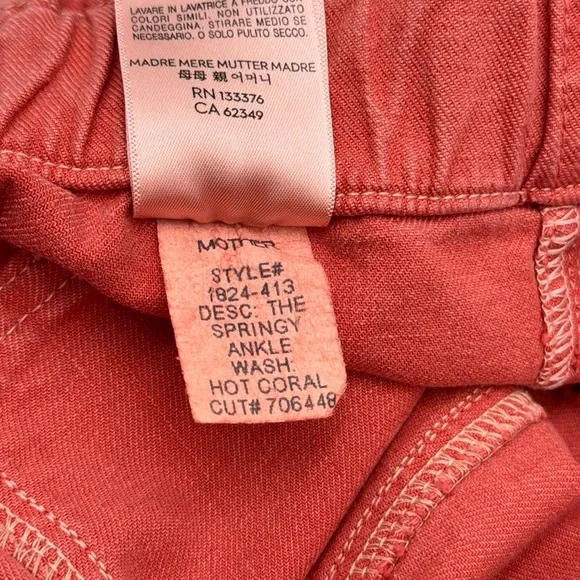 LAVARE IN LAVATRICE A FREDDO CON
COLORI SIMILI. NON UTILIZZATO
CANDEGGINA. STIRARE MEDIO SE
NECESSARIO. O SOLO PULITO SECCO.
MADRE MERE MUTTER MADRE
母母 親 어머니
RN 133376
CA 62349
MOTHER
STYLE#
1824-413
DESC: THE
SPRINGY
ANKLE
WASH:
HOT CORAL
CUT# 706448